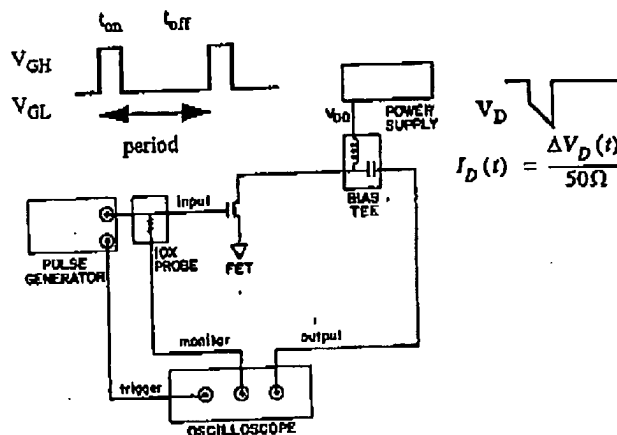 t_on t_off
V_GH
V_GL
period
POWER
SUPPLY
V_DD
V_D
I_D (t) = ΔV_D (t) / 50Ω
BIAS
TEE
input
10X
PROBE
FET
PULSE
GENERATOR
monitor
output
trigger
OSCILLOSCOPE